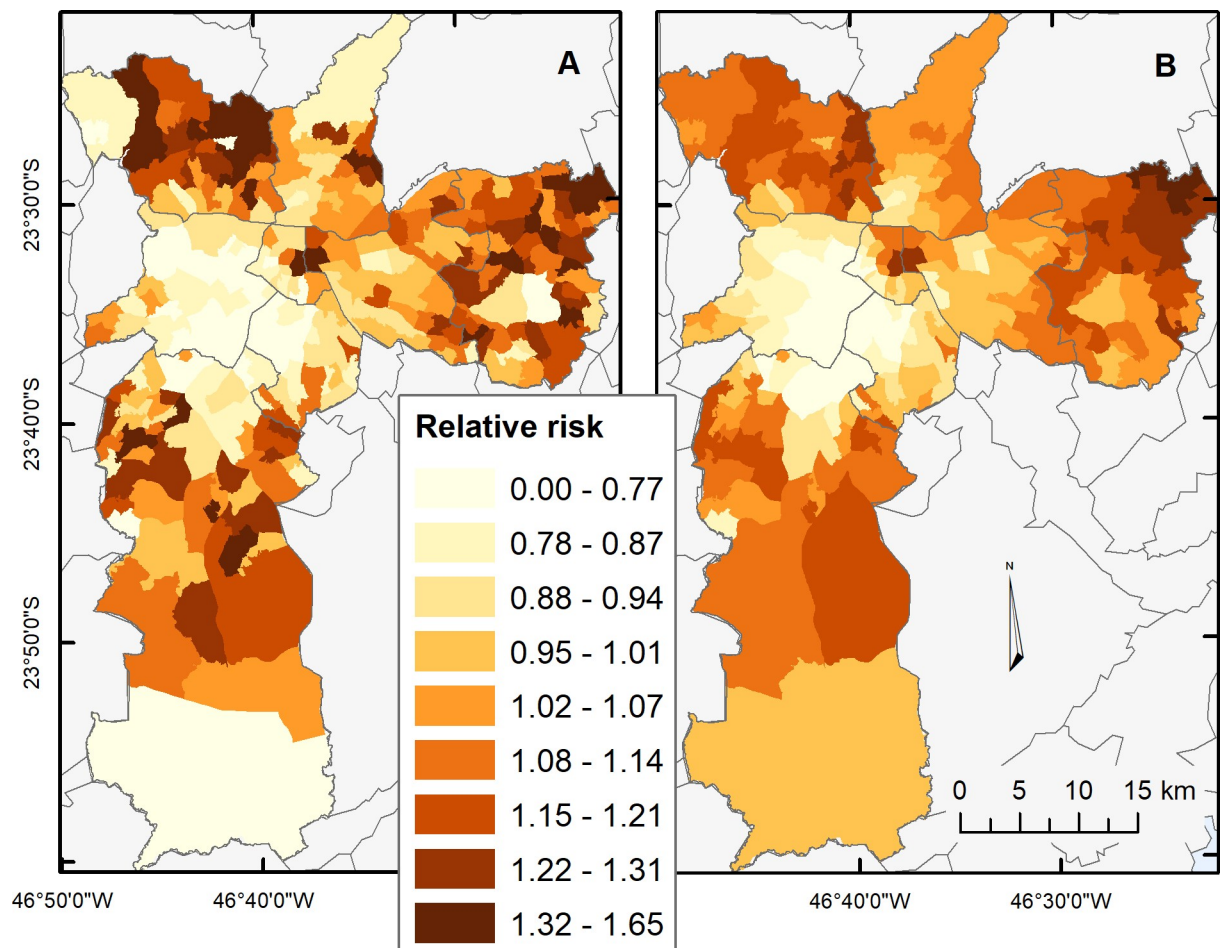 A
B
23°30'0"S
23°40'0"S
23°50'0"S
Relative risk
0.00 - 0.77
0.78 - 0.87
0.88 - 0.94
0.95 - 1.01
1.02 - 1.07
1.08 - 1.14
1.15 - 1.21
1.22 - 1.31
1.32 - 1.65
N
0 5 10 15 km
46°50'0"W 46°40'0"W 46°40'0"W 46°30'0"W